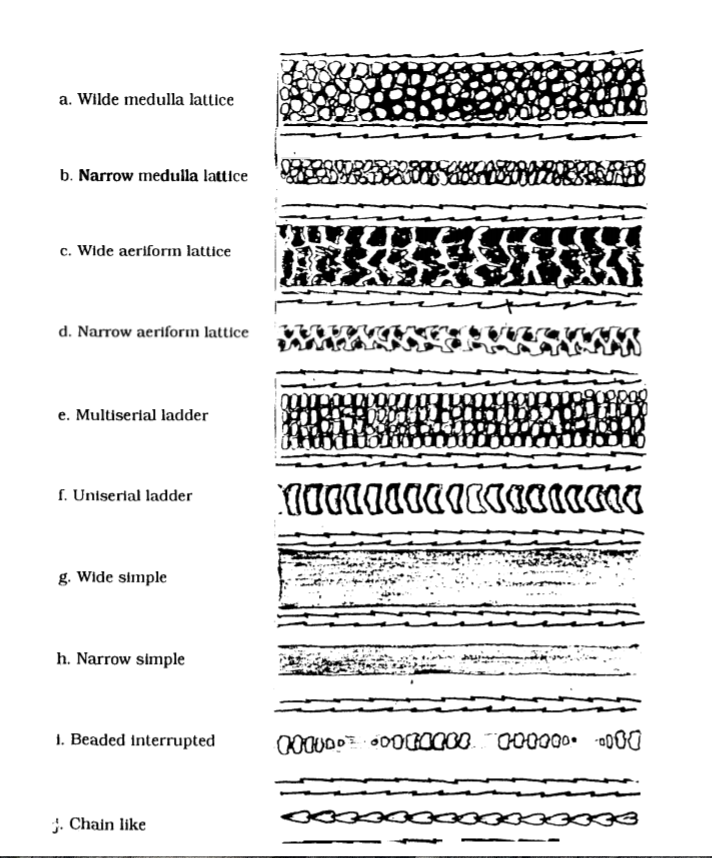 a. Wilde medulla lattice
b. Narrow medulla lattice
c. Wide aeriform lattice
d. Narrow aeriform lattice
e. Multiserial ladder
f. Uniserial ladder
g. Wide simple
h. Narrow simple
i. Beaded interrupted
j. Chain like